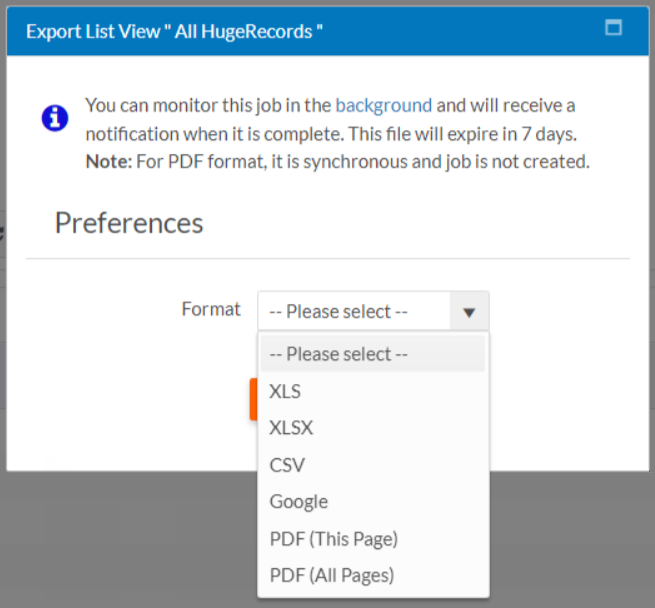 Export List View " All HugeRecords "
You can monitor this job in the background and will receive a
notification when it is complete. This file will expire in 7 days.
Note: For PDF format, it is synchronous and job is not created.
Preferences
Format
-- Please select --
-- Please select --
XLS
XLSX
CSV
Google
PDF (This Page)
PDF (All Pages)